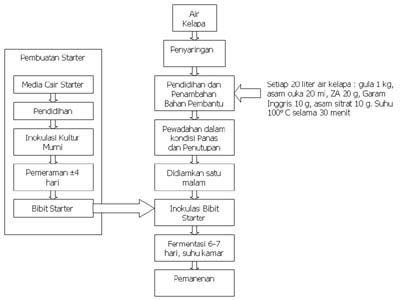 Air
Kelapa
Penyaringan
Pembuatan Starter
Media Cair Starter
Pendidihan
Inokulasi Kultur
Murni
Pemeraman ±4
hari
Bibit Starter
Pendidihan dan
Penambahan
Bahan Pembantu
Setiap 20 liter air kelapa : gula 1 kg,
asam cuka 20 ml, ZA 20 g, Garam
Inggris 10 g, asam sitrat 10 g. Suhu
100° C selama 30 menit
Pewadahan dalam
kondisi Panas
dan Penutupan
Didiamkan satu
malam
Inokulasi Bibit
Starter
Fermentasi 6-7
hari, suhu kamar
Pemanenan